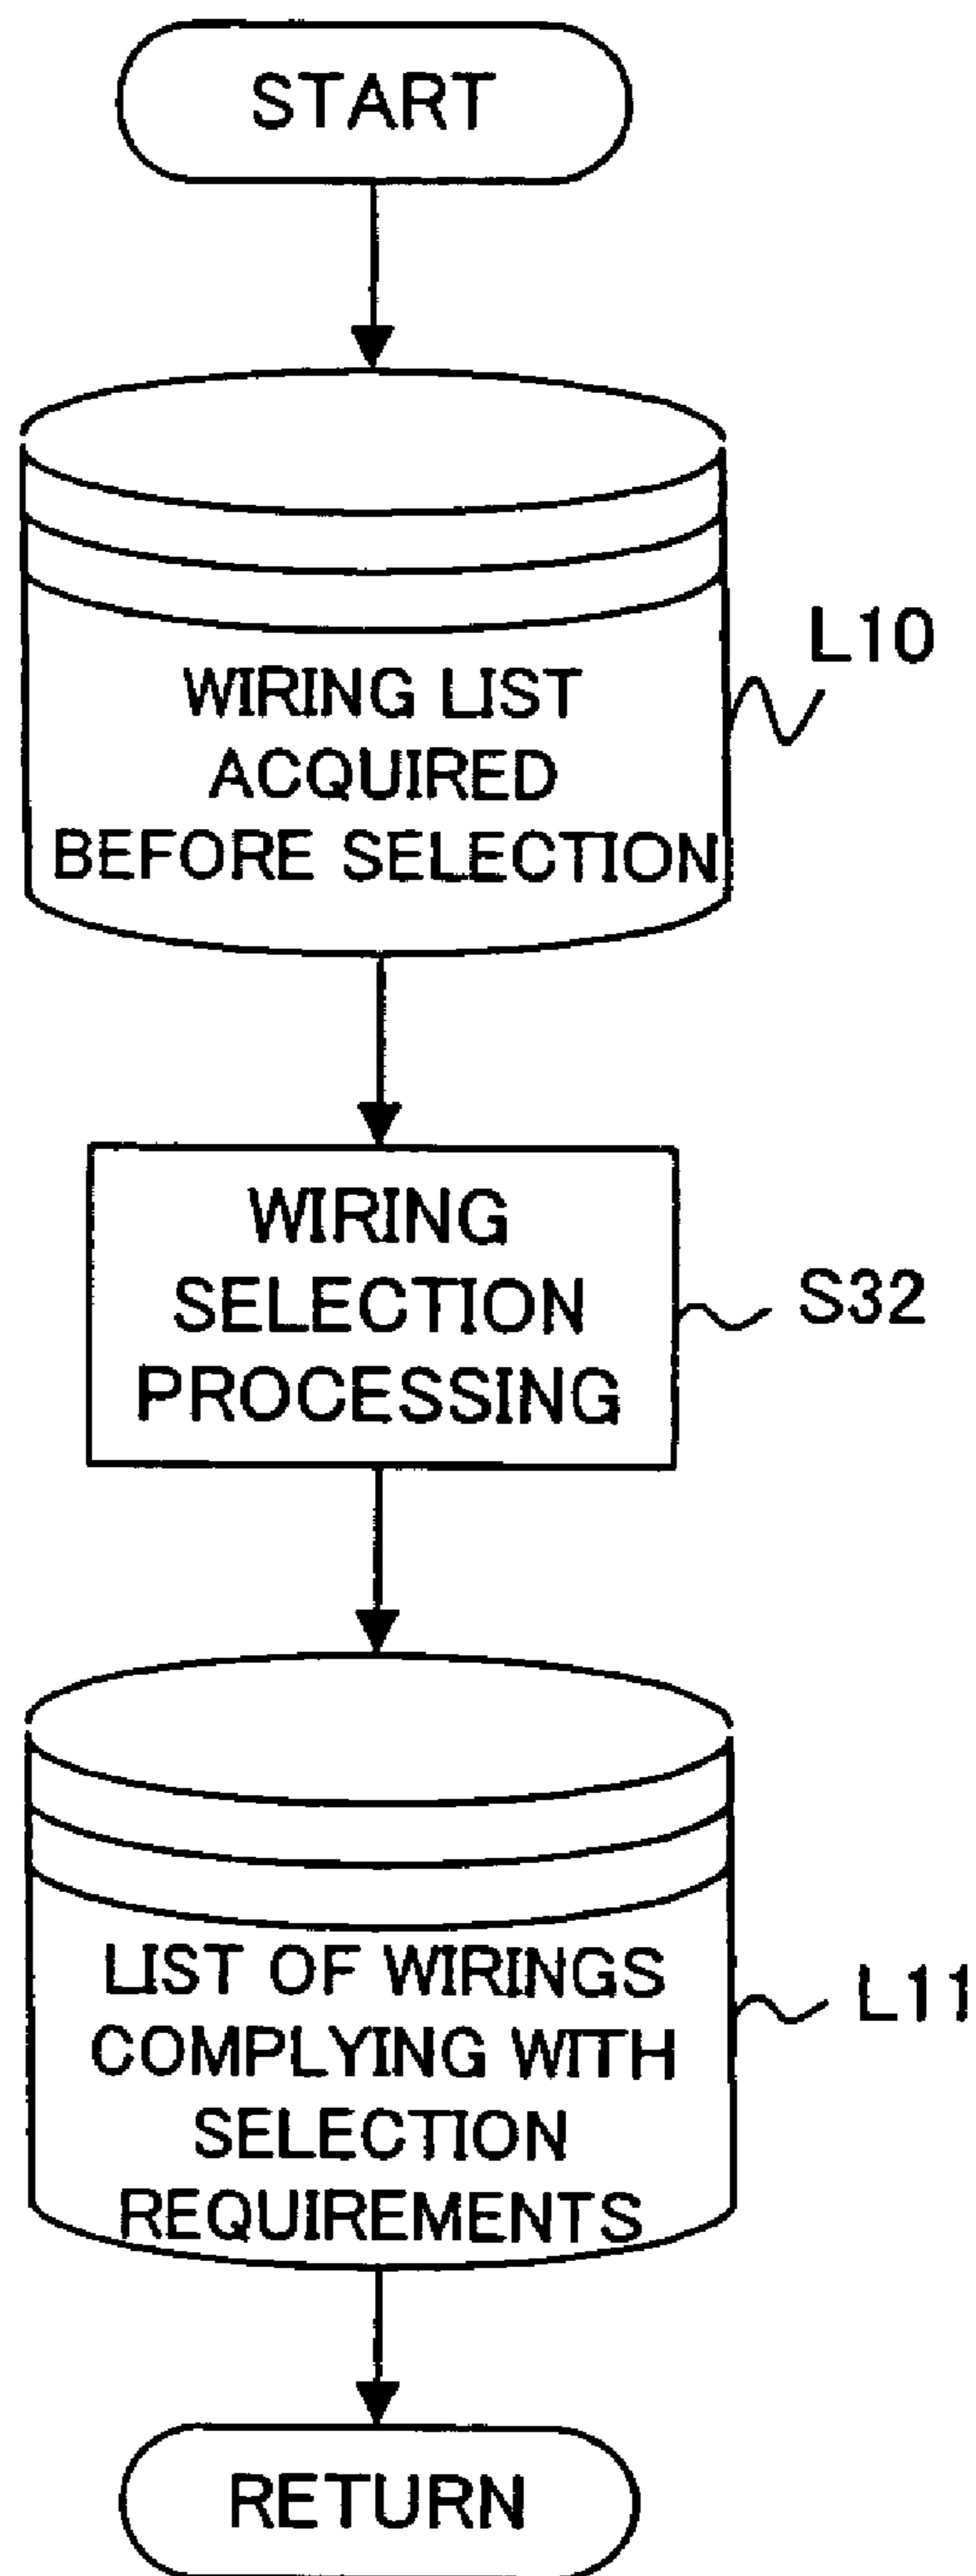 START
WIRING LIST
ACQUIRED
BEFORE SELECTION
L10
WIRING
SELECTION
PROCESSING
S32
LIST OF WIRINGS
COMPLYING WITH
SELECTION
REQUIREMENTS
L11
RETURN